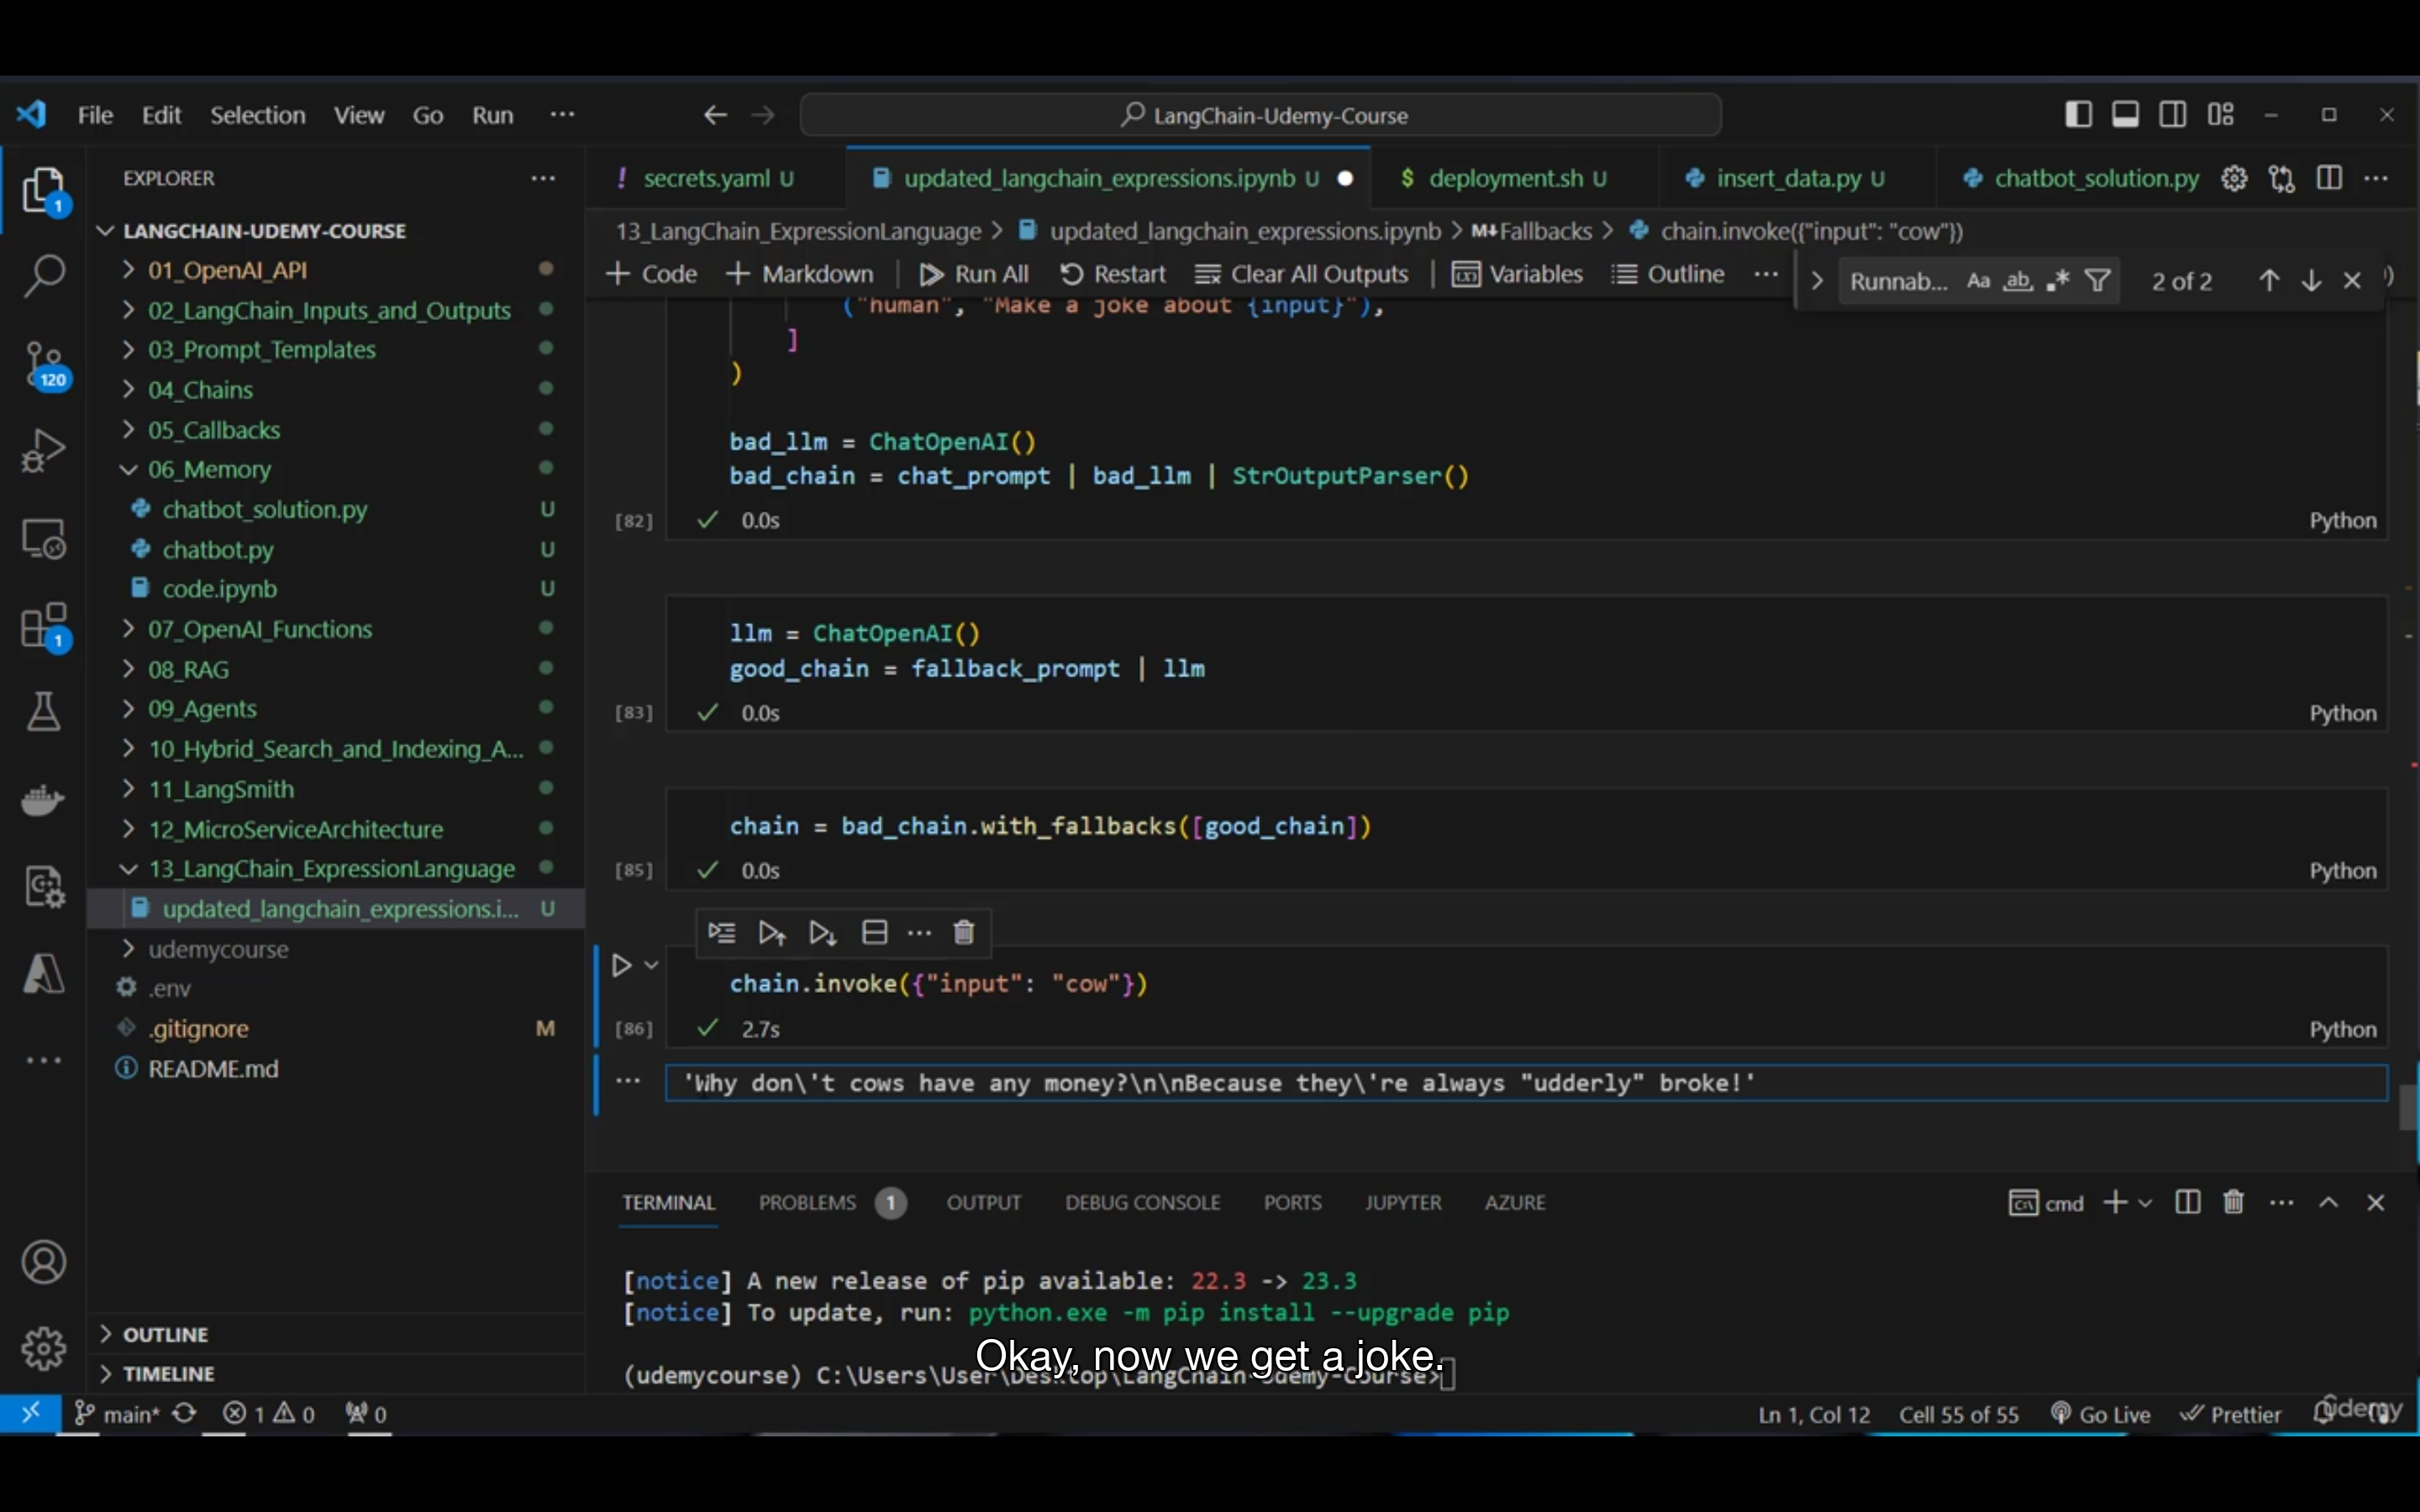 File Edit Selection View Go Run ...
LangChain-Udemy-Course
EXPLORER
LANGCHAIN-UDEMY-COURSE
01_OpenAI_API
02_LangChain_Inputs_and_Outputs
03_Prompt_Templates
04_Chains
05_Callbacks
06_Memory
chatbot_solution.py U
chatbot.py U
code.ipynb U
07_OpenAI_Functions
08_RAG
09_Agents
10_Hybrid_Search_and_Indexing_A...
11_LangSmith
12_MicroServiceArchitecture
13_LangChain_ExpressionLanguage
updated_langchain_expressions.i... U
udemycourse
.env
.gitignore M
README.md
OUTLINE
TIMELINE
1
120
1
! secrets.yaml U
updated_langchain_expressions.ipynb U
$ deployment.sh U
insert_data.py U
chatbot_solution.py
13_LangChain_ExpressionLanguage > updated_langchain_expressions.ipynb > M↓Fallbacks > chain.invoke({"input": "cow"})
+ Code + Markdown Run All Restart Clear All Outputs Variables Outline ...
Runnab... Aa ab .* 2 of 2
("human", "Make a joke about {input}"),
]
)
bad_llm = ChatOpenAI()
bad_chain = chat_prompt | bad_llm | StrOutputParser()
[82] 0.0s Python
llm = ChatOpenAI()
good_chain = fallback_prompt | llm
[83] 0.0s Python
chain = bad_chain.with_fallbacks([good_chain])
[85] 0.0s Python
chain.invoke({"input": "cow"})
[86] 2.7s Python
'Why don\'t cows have any money?\n\nBecause they\'re always "udderly" broke!'
TERMINAL PROBLEMS 1 OUTPUT DEBUG CONSOLE PORTS JUPYTER AZURE
cmd
[notice] A new release of pip available: 22.3 -> 23.3
[notice] To update, run: python.exe -m pip install --upgrade pip
Okay, now we get a joke.
(udemycourse) C:\Users\User\Desktop\LangChain-Udemy-Course>
main* 1 0 0
Ln 1, Col 12 Cell 55 of 55 Go Live Prettier
udemy